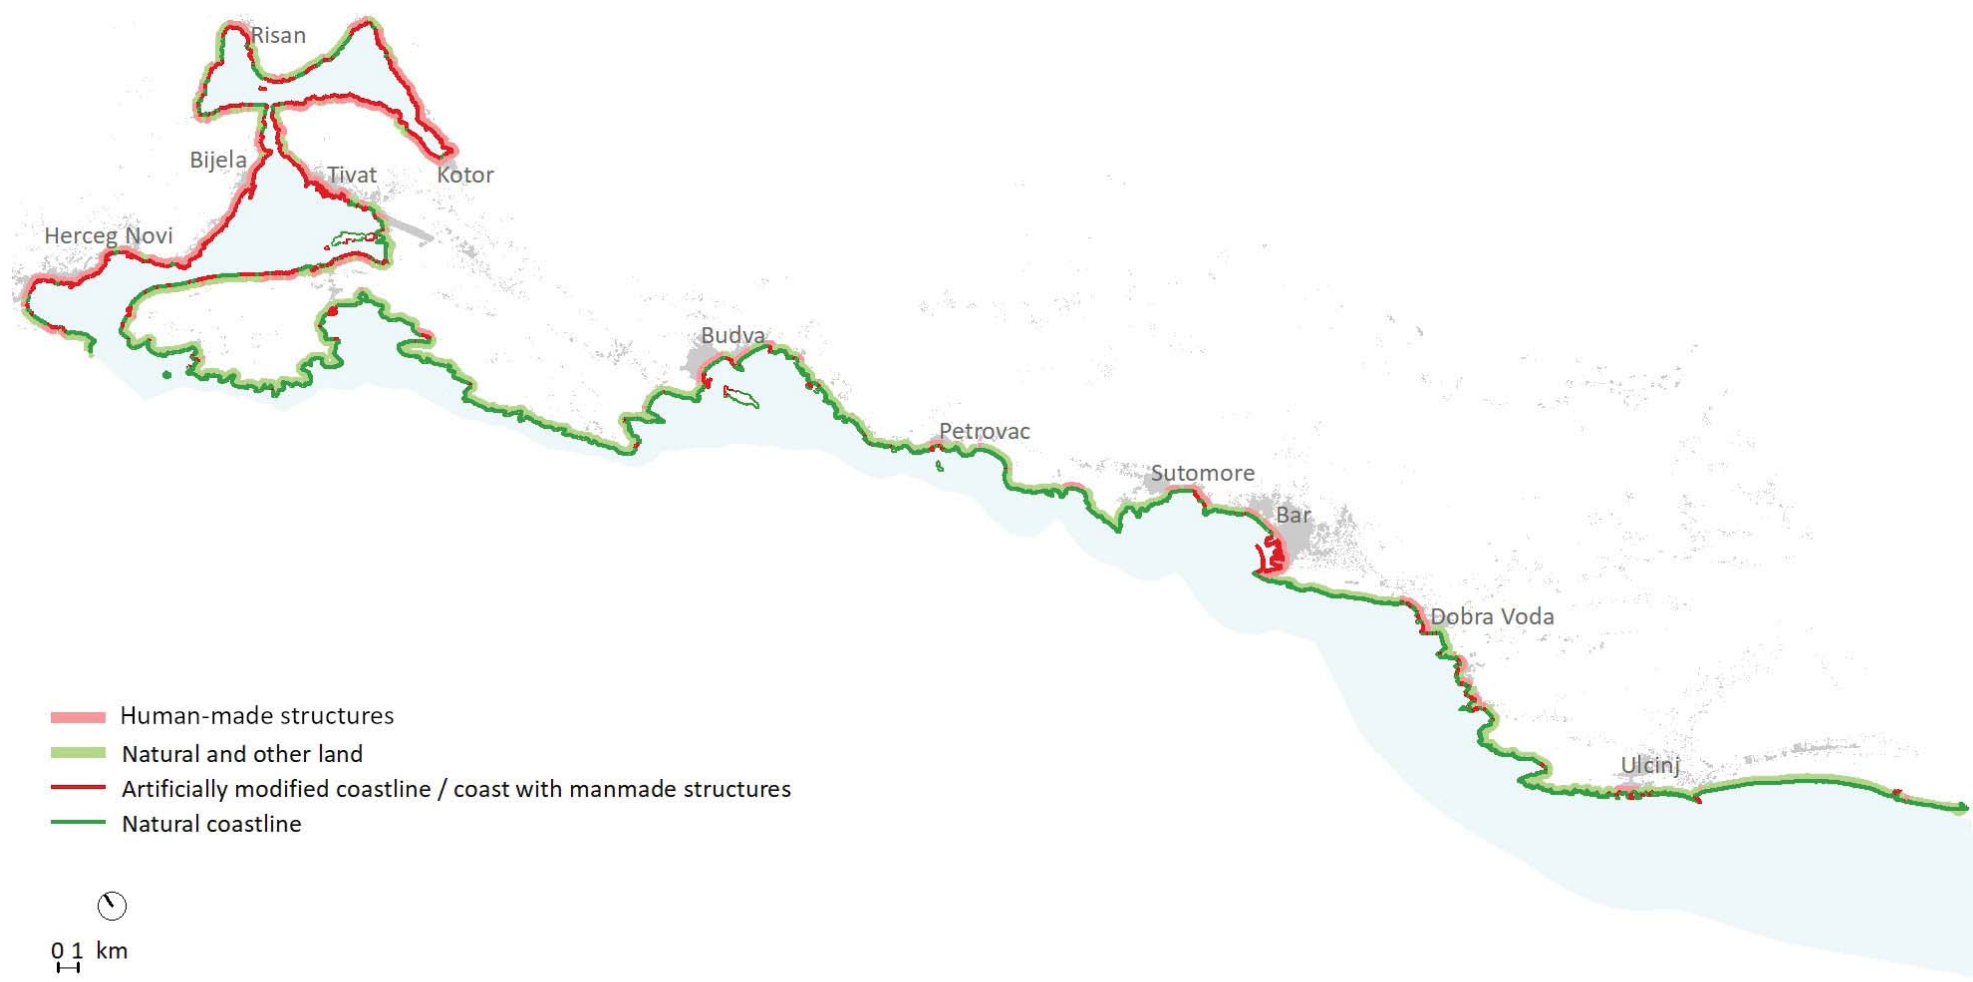 Risan
Bijela
Tivat
Kotor
Herceg Novi
Budva
Petrovac
Sutomore
Bar
Dobra Voda
Ulcinj
Human-made structures
Natural and other land
Artificially modified coastline / coast with manmade structures
Natural coastline
0 1 km